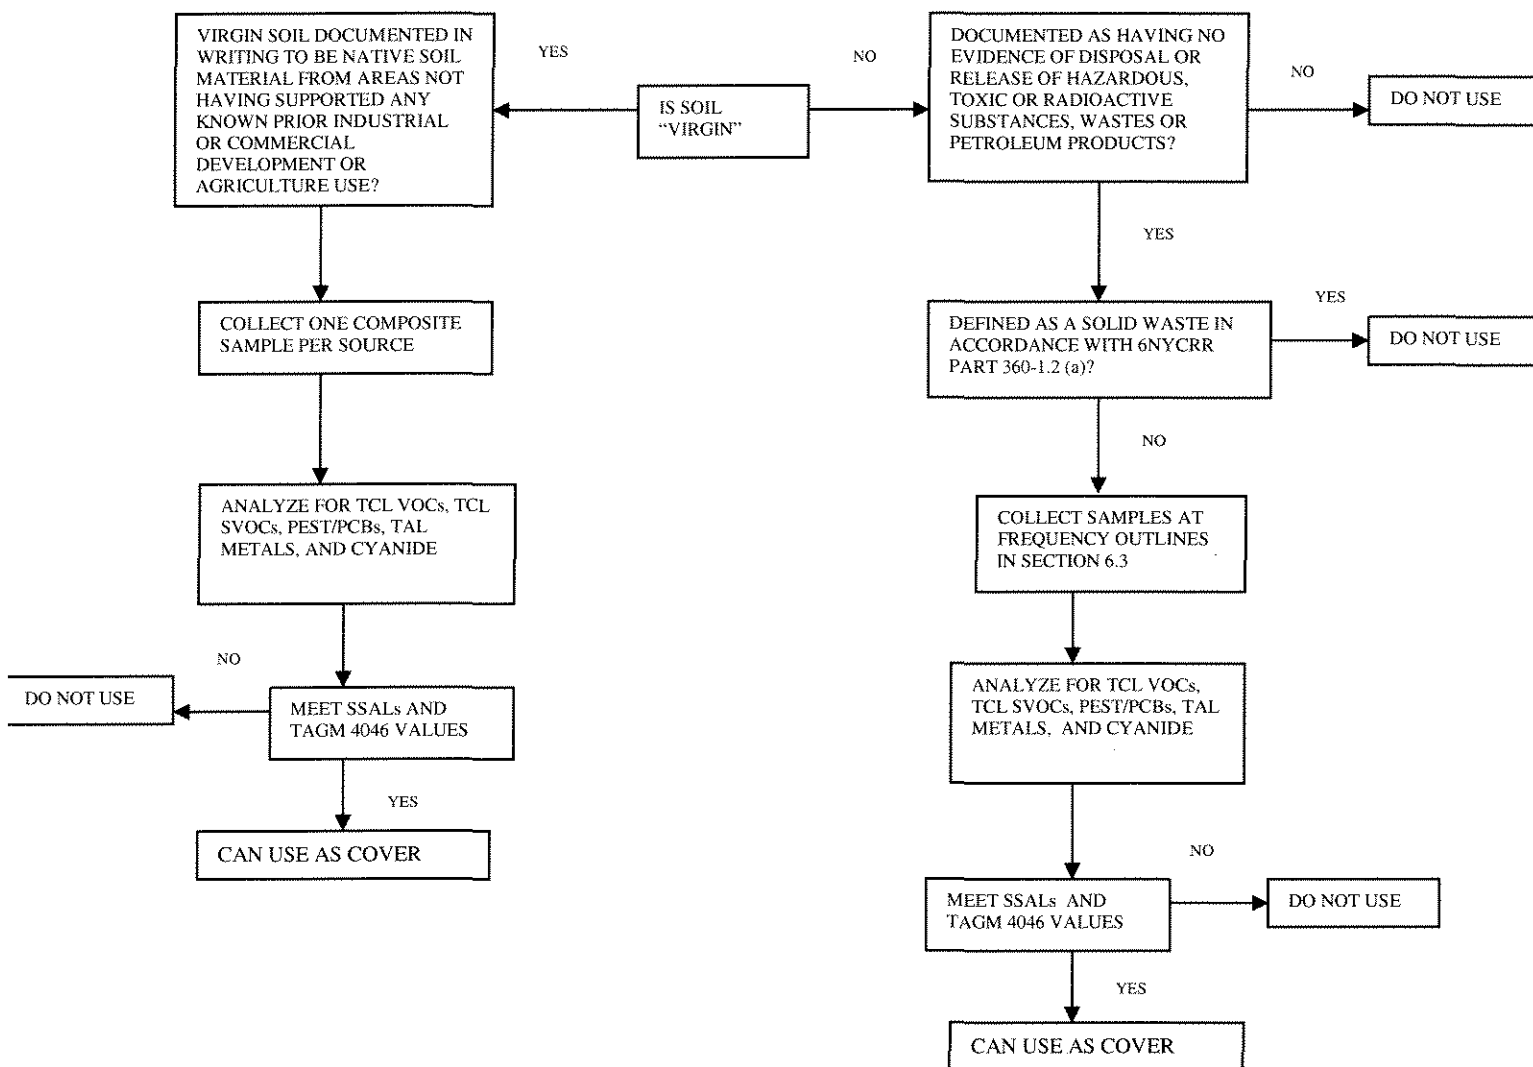 VIRGIN SOIL DOCUMENTED IN
WRITING TO BE NATIVE SOIL
MATERIAL FROM AREAS NOT
HAVING SUPPORTED ANY
KNOWN PRIOR INDUSTRIAL
OR COMMERCIAL
DEVELOPMENT OR
AGRICULTURE USE?
YES
IS SOIL
"VIRGIN"
NO
DOCUMENTED AS HAVING NO
EVIDENCE OF DISPOSAL OR
RELEASE OF HAZARDOUS,
TOXIC OR RADIOACTIVE
SUBSTANCES, WASTES OR
PETROLEUM PRODUCTS?
NO
DO NOT USE
YES
COLLECT ONE COMPOSITE
SAMPLE PER SOURCE
DEFINED AS A SOLID WASTE IN
ACCORDANCE WITH 6NYCRR
PART 360-1.2 (a)?
YES
DO NOT USE
NO
ANALYZE FOR TCL VOCs, TCL
SVOCs, PEST/PCBs, TAL
METALS, AND CYANIDE
COLLECT SAMPLES AT
FREQUENCY OUTLINES
IN SECTION 6.3
NO
DO NOT USE
MEET SSALs AND
TAGM 4046 VALUES
ANALYZE FOR TCL VOCs,
TCL SVOCs, PEST/PCBs, TAL
METALS, AND CYANIDE
YES
CAN USE AS COVER
NO
MEET SSALs AND
TAGM 4046 VALUES
DO NOT USE
YES
CAN USE AS COVER